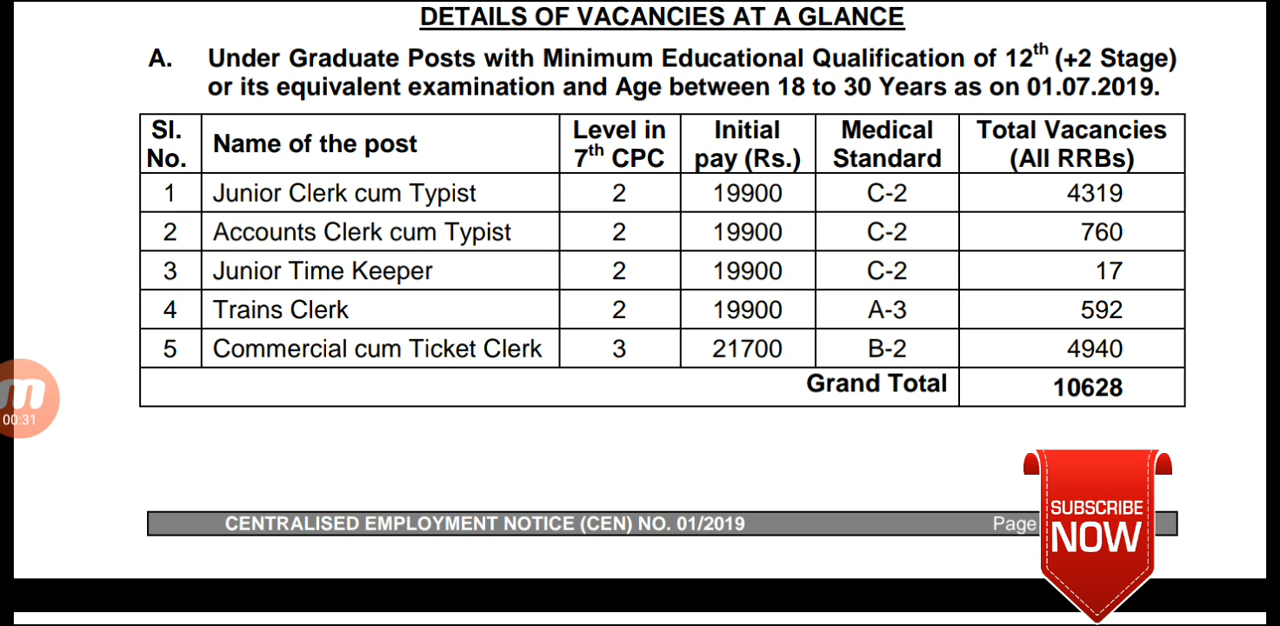 DETAILS OF VACANCIES AT A GLANCE
A. Under Graduate Posts with Minimum Educational Qualification of 12th (+2 Stage)
or its equivalent examination and Age between 18 to 30 Years as on 01.07.2019.
Sl. No. Name of the post Level in 7th CPC Initial pay (Rs.) Medical Standard Total Vacancies (All RRBs)
1 Junior Clerk cum Typist 2 19900 C-2 4319
2 Accounts Clerk cum Typist 2 19900 C-2 760
3 Junior Time Keeper 2 19900 C-2 17
4 Trains Clerk 2 19900 A-3 592
5 Commercial cum Ticket Clerk 3 21700 B-2 4940
Grand Total 10628
m
00:31
CENTRALISED EMPLOYMENT NOTICE (CEN) NO. 01/2019 Page
SUBSCRIBE
NOW